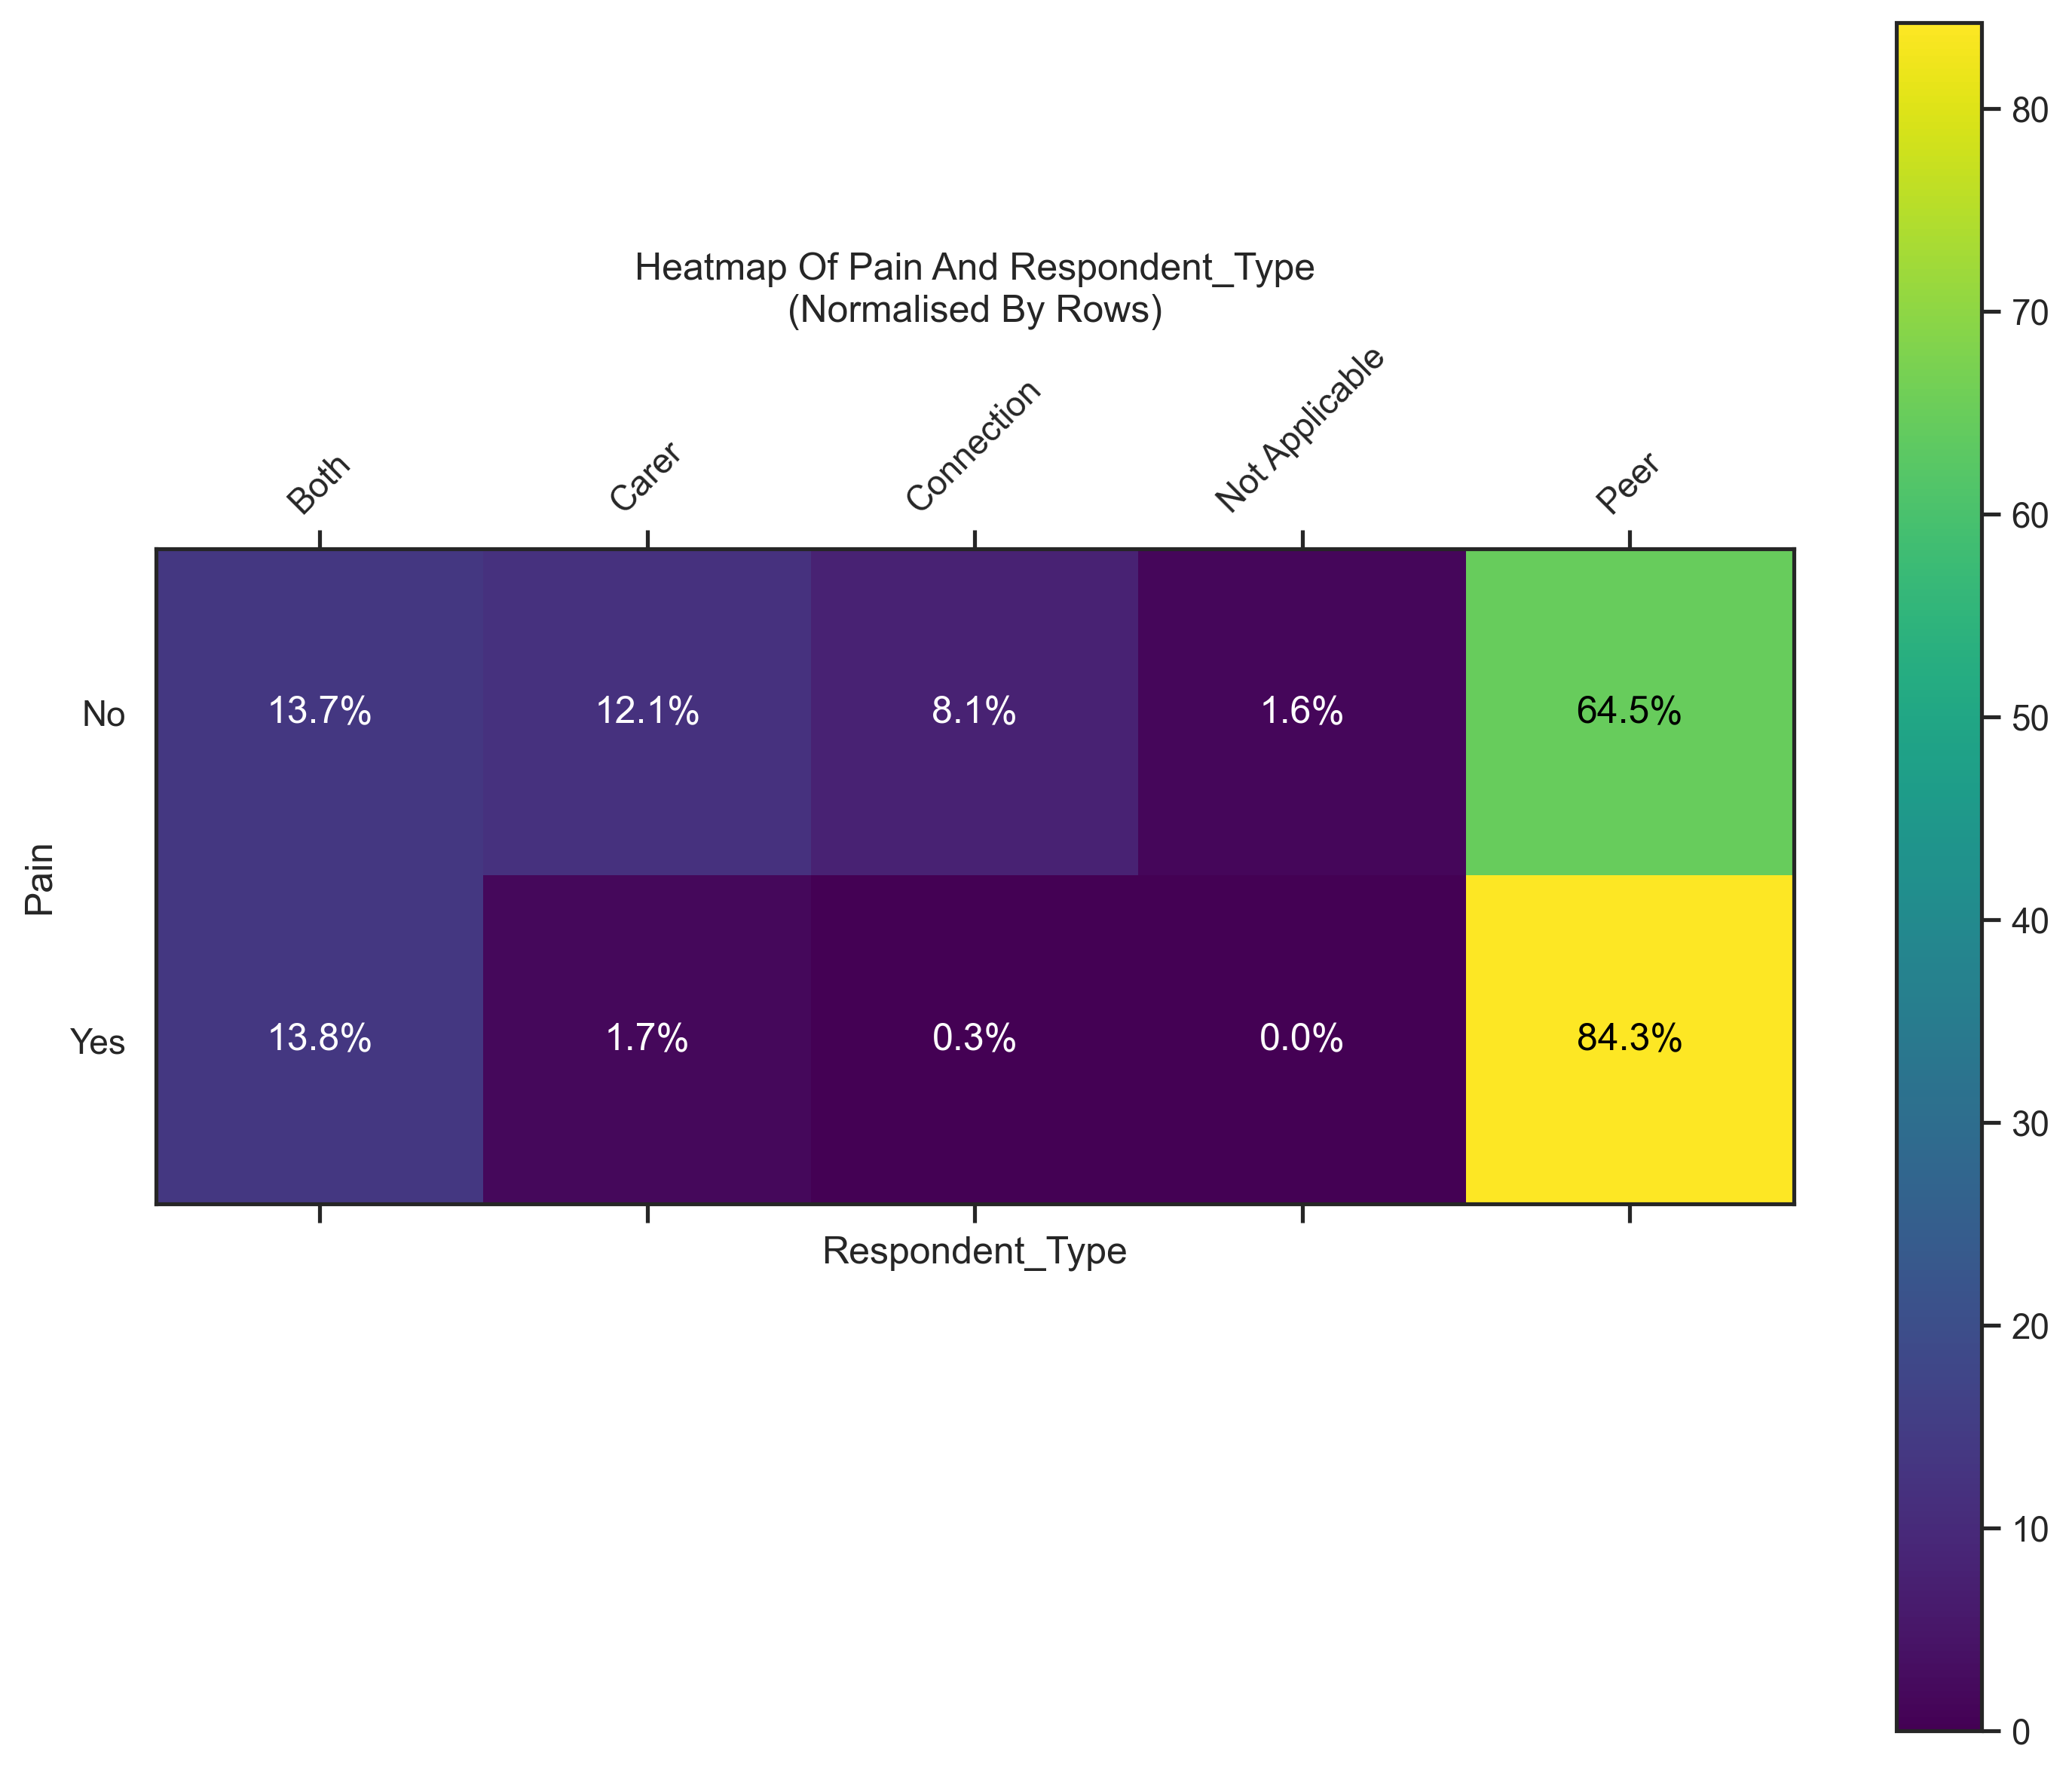 Heatmap Of Pain And Respondent_Type
(Normalised By Rows)
Both
Carer
Connection
Not Applicable
Peer
Pain
No
13.7%
12.1%
8.1%
1.6%
64.5%
Yes
13.8%
1.7%
0.3%
0.0%
84.3%
Respondent_Type
80
70
60
50
40
30
20
10
0